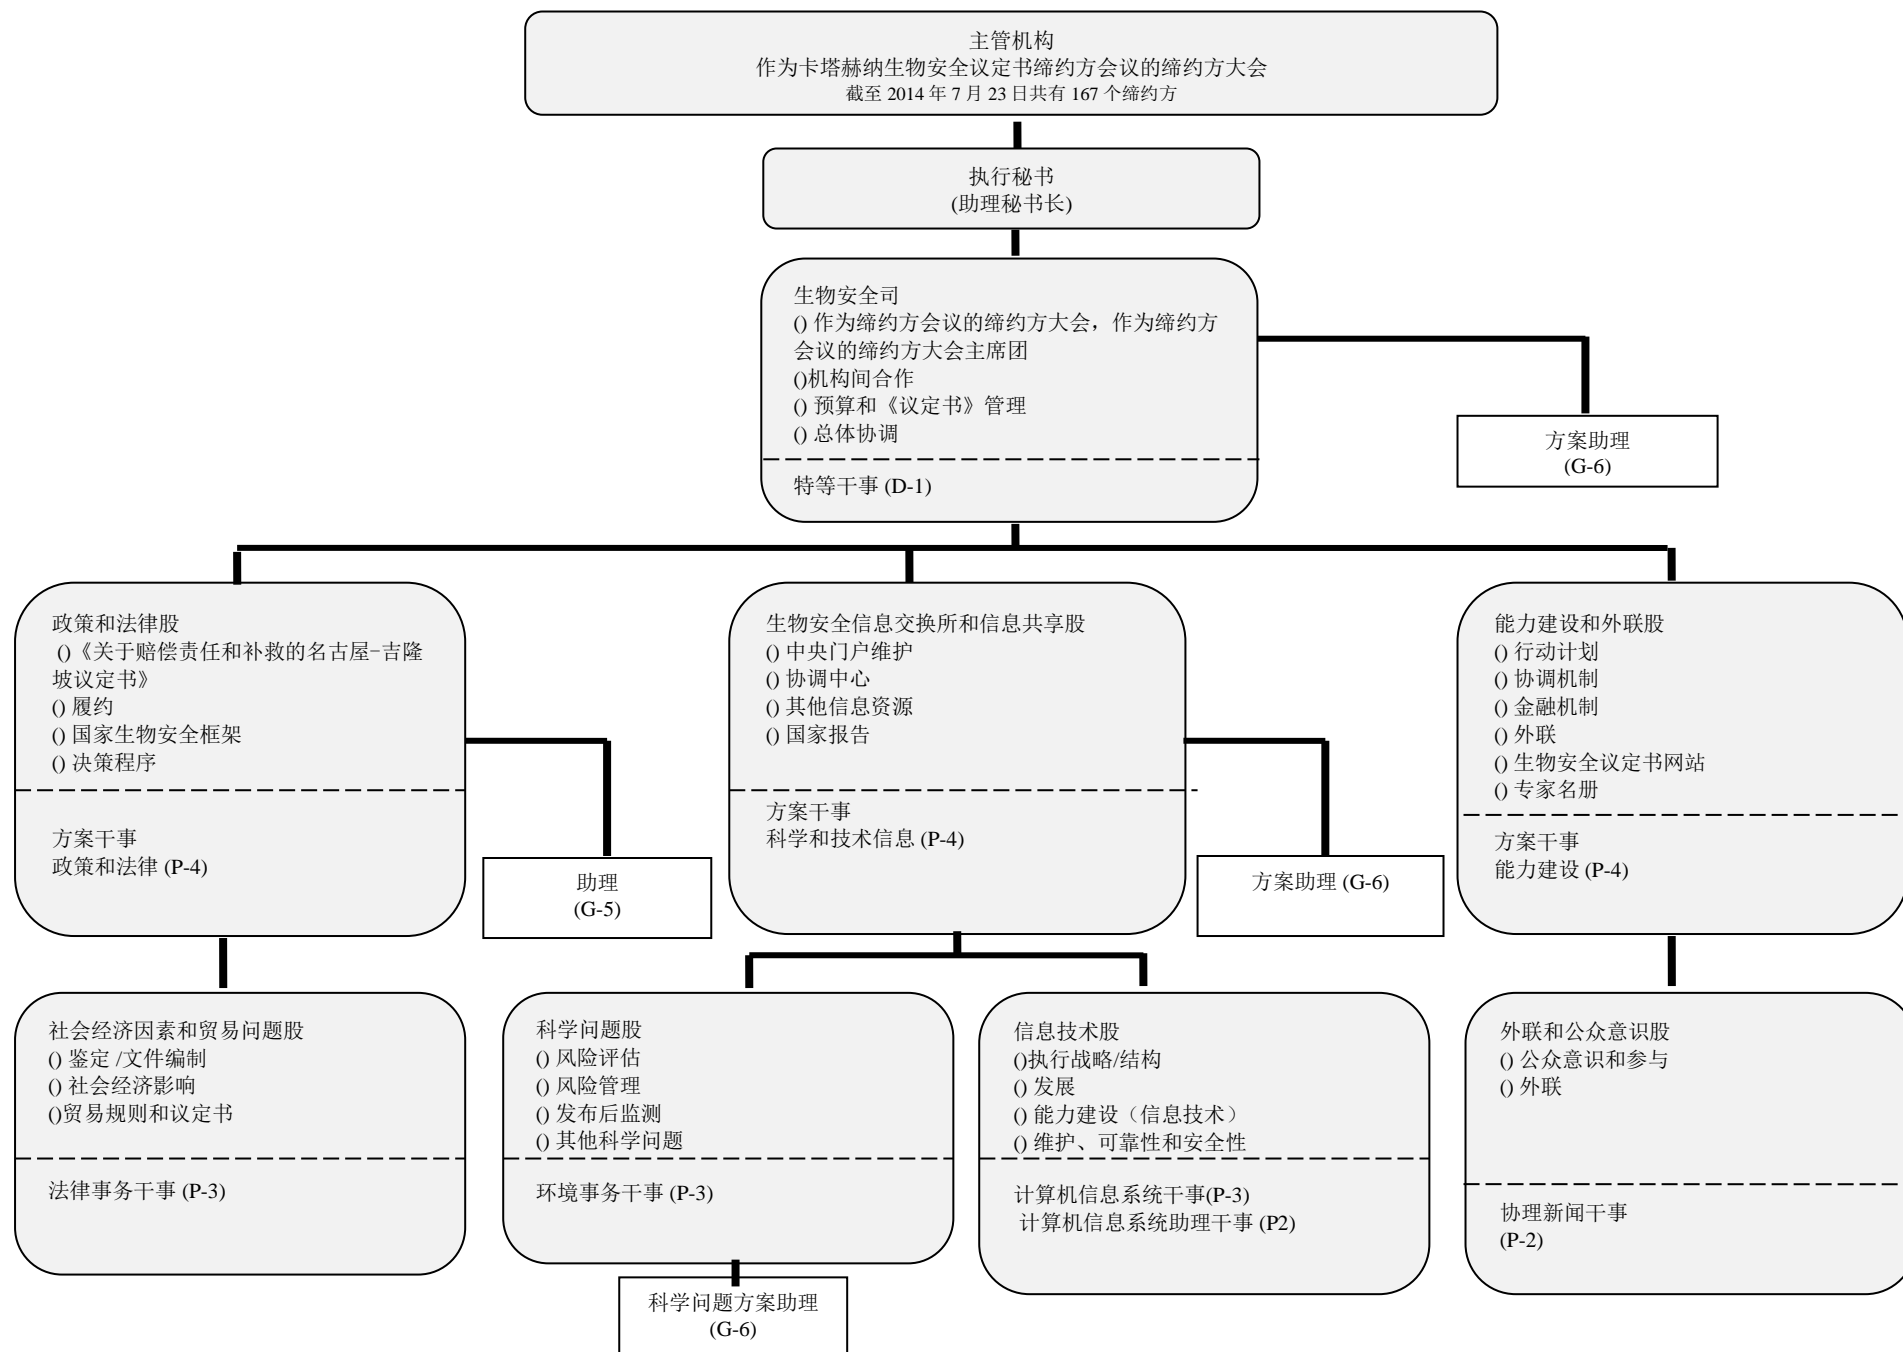 主管机构
作为卡塔赫纳生物安全议定书缔约方会议的缔约方大会
截至 2014 年 7 月 23 日共有 167 个缔约方
执行秘书
(助理秘书长)
生物安全司
() 作为缔约方会议的缔约方大会，作为缔约方
会议的缔约方大会主席团
()机构间合作
() 预算和《议定书》管理
() 总体协调
特等干事 (D-1)
方案助理
(G-6)
政策和法律股
()《关于赔偿责任和补救的名古屋-吉隆
坡议定书》
() 履约
() 国家生物安全框架
() 决策程序
方案干事
政策和法律 (P-4)
助理
(G-5)
生物安全信息交换所和信息共享股
() 中央门户维护
() 协调中心
() 其他信息资源
() 国家报告
方案干事
科学和技术信息 (P-4)
方案助理 (G-6)
能力建设和外联股
() 行动计划
() 协调机制
() 金融机制
() 外联
() 生物安全议定书网站
() 专家名册
方案干事
能力建设 (P-4)
社会经济因素和贸易问题股
() 鉴定 /文件编制
() 社会经济影响
()贸易规则和议定书
法律事务干事 (P-3)
科学问题股
() 风险评估
() 风险管理
() 发布后监测
() 其他科学问题
环境事务干事 (P-3)
科学问题方案助理
(G-6)
信息技术股
()执行战略/结构
() 发展
() 能力建设（信息技术）
() 维护、可靠性和安全性
计算机信息系统干事(P-3)
计算机信息系统助理干事 (P2)
外联和公众意识股
() 公众意识和参与
() 外联
协理新闻干事
(P-2)